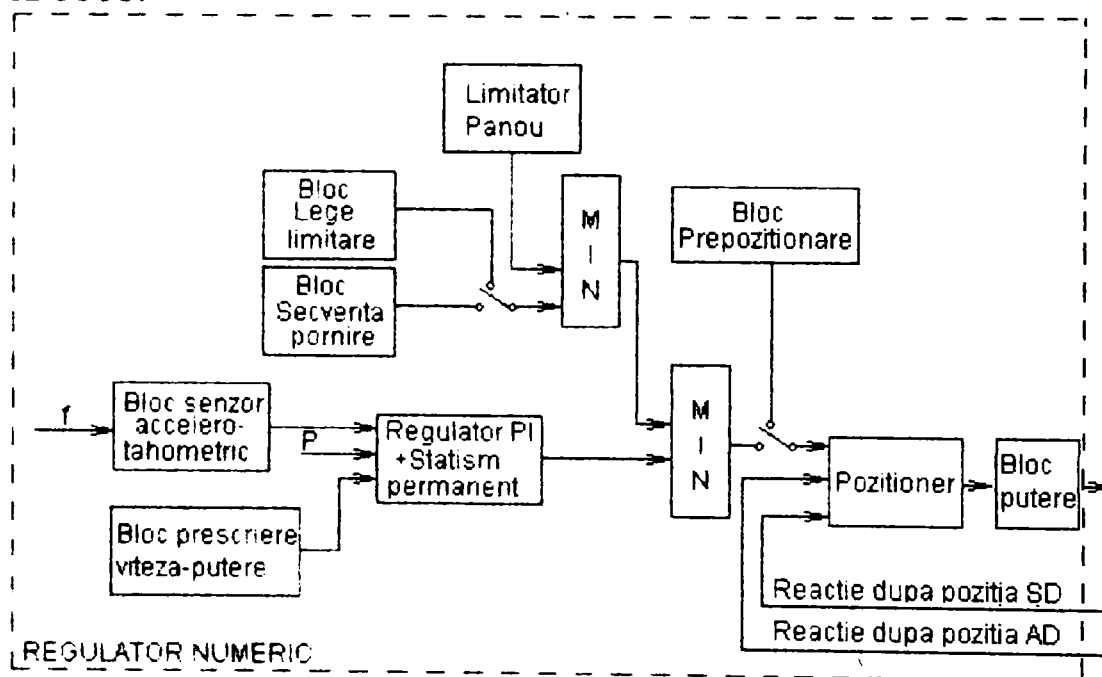 Limitator
Panou
Bloc
Lege
limitare
M
I
N
Bloc
Prepozitionare
Bloc
Secventa
pornire
f
Bloc senzor
accelero-
tahometric
P
Regulator PI
+Statism
permanent
M
I
N
Pozitioner
Bloc
putere
Bloc prescriere
viteza-putere
Reactie dupa poziția SD
Reactie dupa pozitia AD
REGULATOR NUMERIC